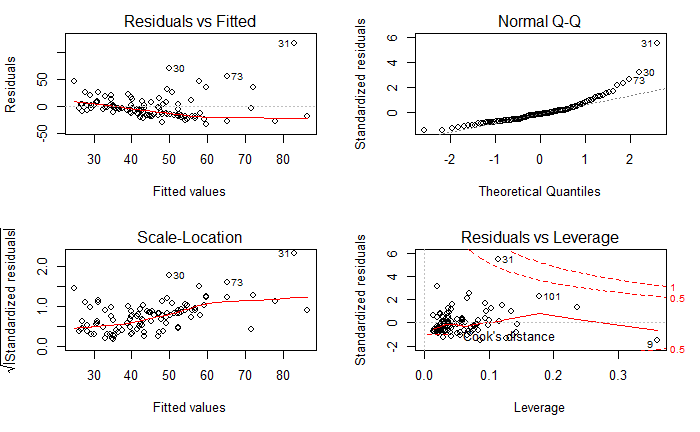 Residuals vs Fitted
Residuals
-50 0 50
31
30
73
30 40 50 60 70 80
Fitted values
Normal Q-Q
Standardized residuals
0 2 4 6
31
30
73
-2 -1 0 1 2
Theoretical Quantiles
Scale-Location
√|Standardized residuals|
0.0 1.0 2.0
31
30
73
30 40 50 60 70 80
Fitted values
Residuals vs Leverage
Standardized residuals
-2 0 2 4 6
31
101
9
Cook's distance
1
0.5
0.5
0.0 0.1 0.2 0.3
Leverage